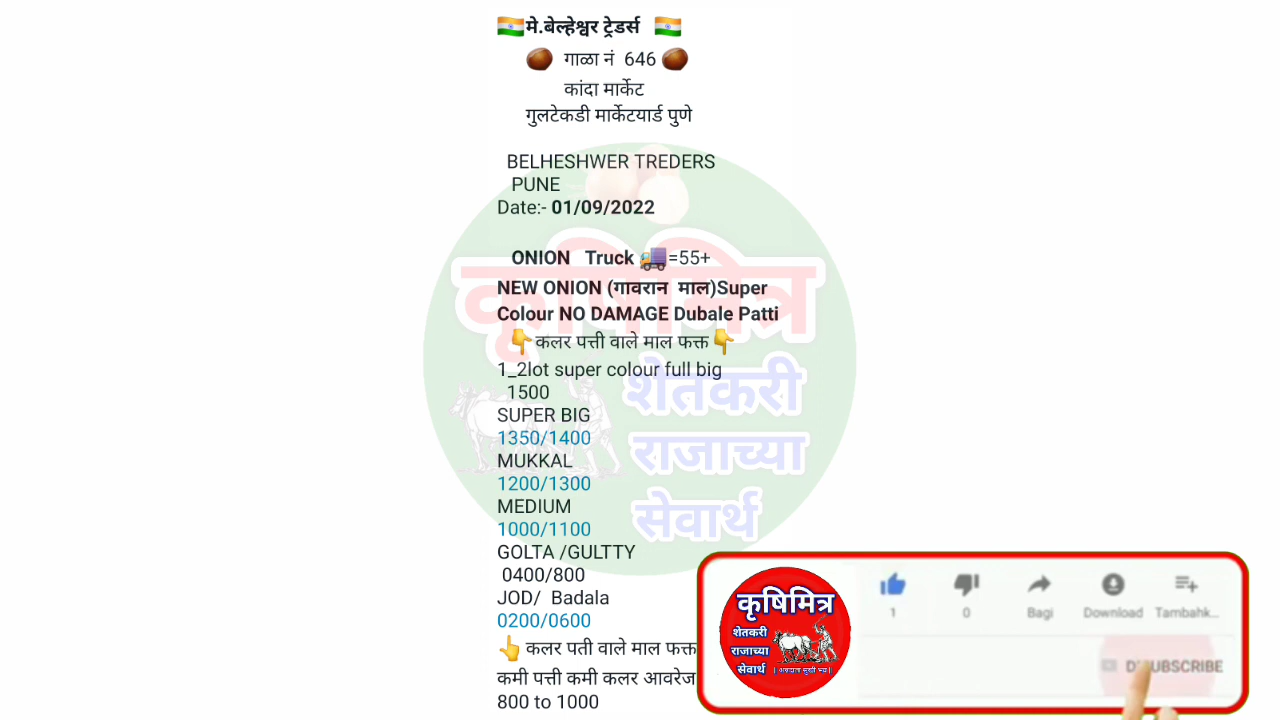 मे.बेल्हेश्वर ट्रेडर्स
गाळा नं 646
कांदा मार्केट
गुलटेकडी मार्केटयार्ड पुणे
BELHESHWER TREDERS
PUNE
Date:- 01/09/2022
ONION Truck =55+
NEW ONION (गावरान माल)Super
Colour NO DAMAGE Dubale Patti
कलर पत्ती वाले माल फक्त
1_2lot super colour full big
1500
SUPER BIG
1350/1400
MUKKAL
1200/1300
MEDIUM
1000/1100
GOLTA /GULTTY
0400/800
JOD/ Badala
0200/0600
कलर पती वाले माल फक्त
कमी पत्ती कमी कलर आवरेज
800 to 1000
कृषिमित्र
शेतकरी
राजाच्या
सेवार्थ
कृषिमित्र
शेतकरी
राजाच्या
सेवार्थ
1 0 Bagi Download Tambahk...
UBSCRIBE